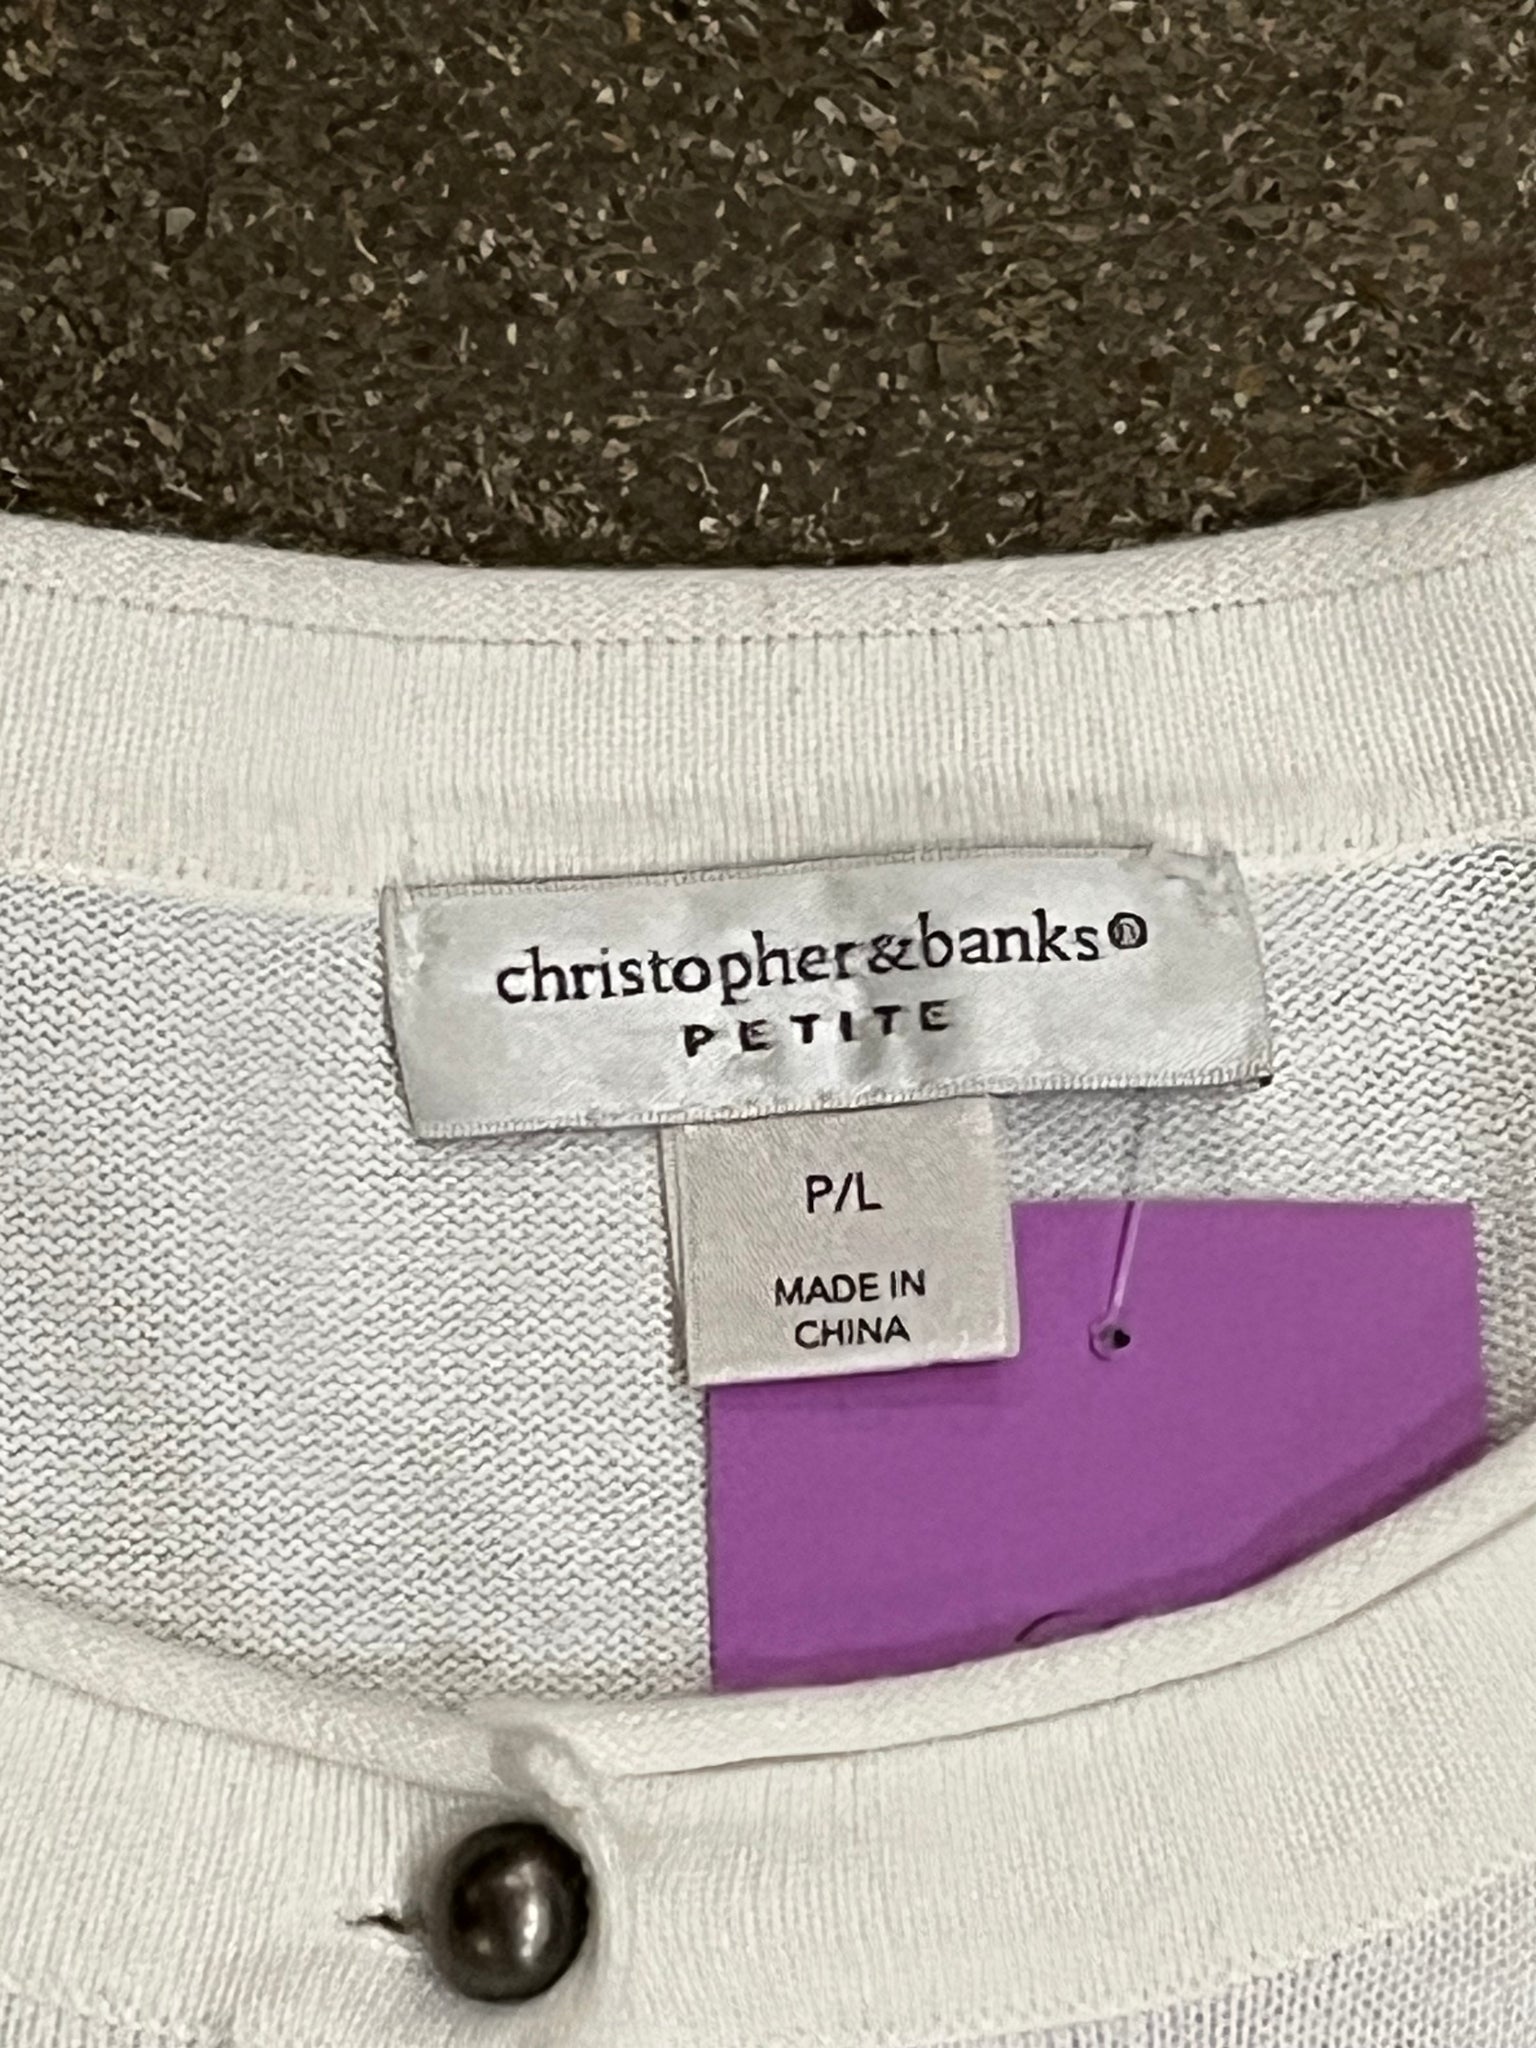 christopher&banks®
PETITE
P/L
MADE IN
CHINA